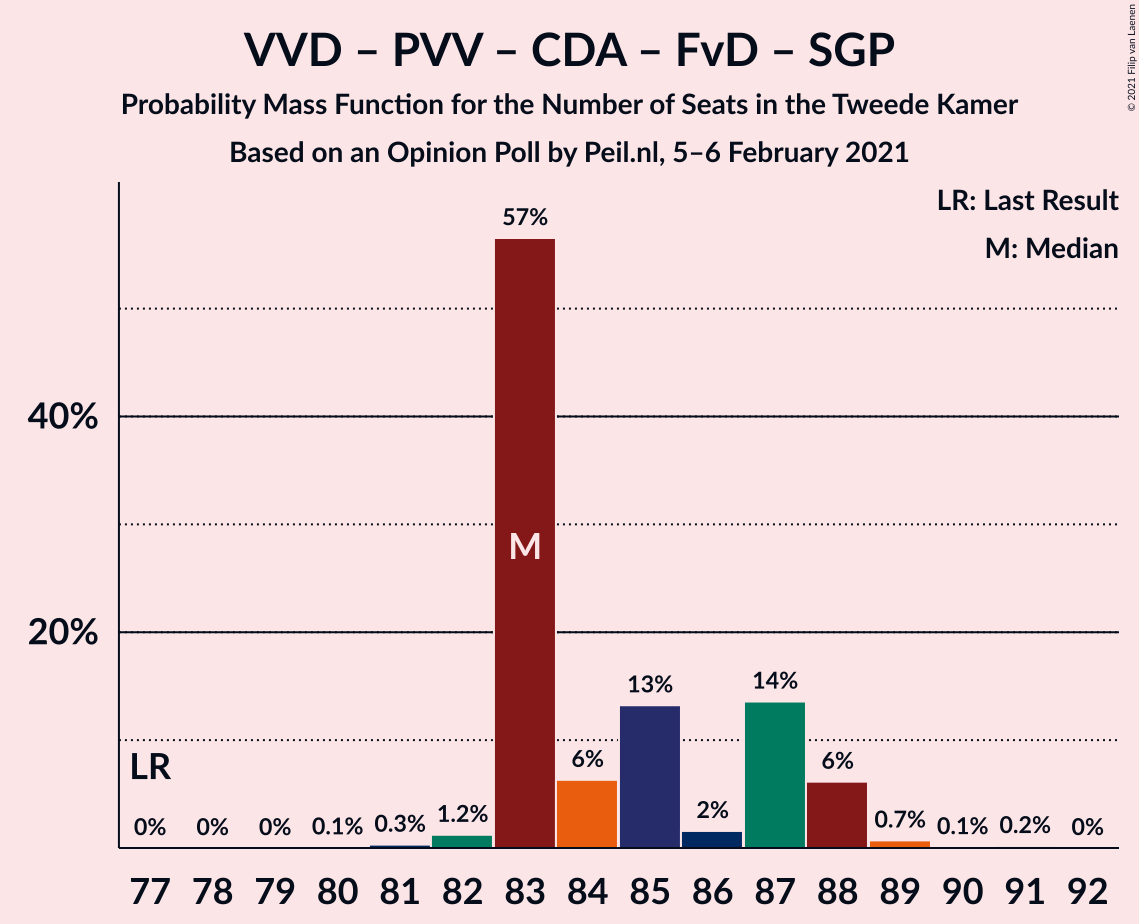 VVD – PVV – CDA – FvD – SGP
Probability Mass Function for the Number of Seats in the Tweede Kamer
Based on an Opinion Poll by Peil.nl, 5–6 February 2021
© 2021 Filip van Laenen
LR: Last Result
M: Median
57%
40%
M
20%
13%
14%
LR
6%
6%
0%
0%
0%
0.1%
0.3%
1.2%
2%
0.7%
0.1%
0.2%
0%
77 78 79 80 81 82 83 84 85 86 87 88 89 90 91 92